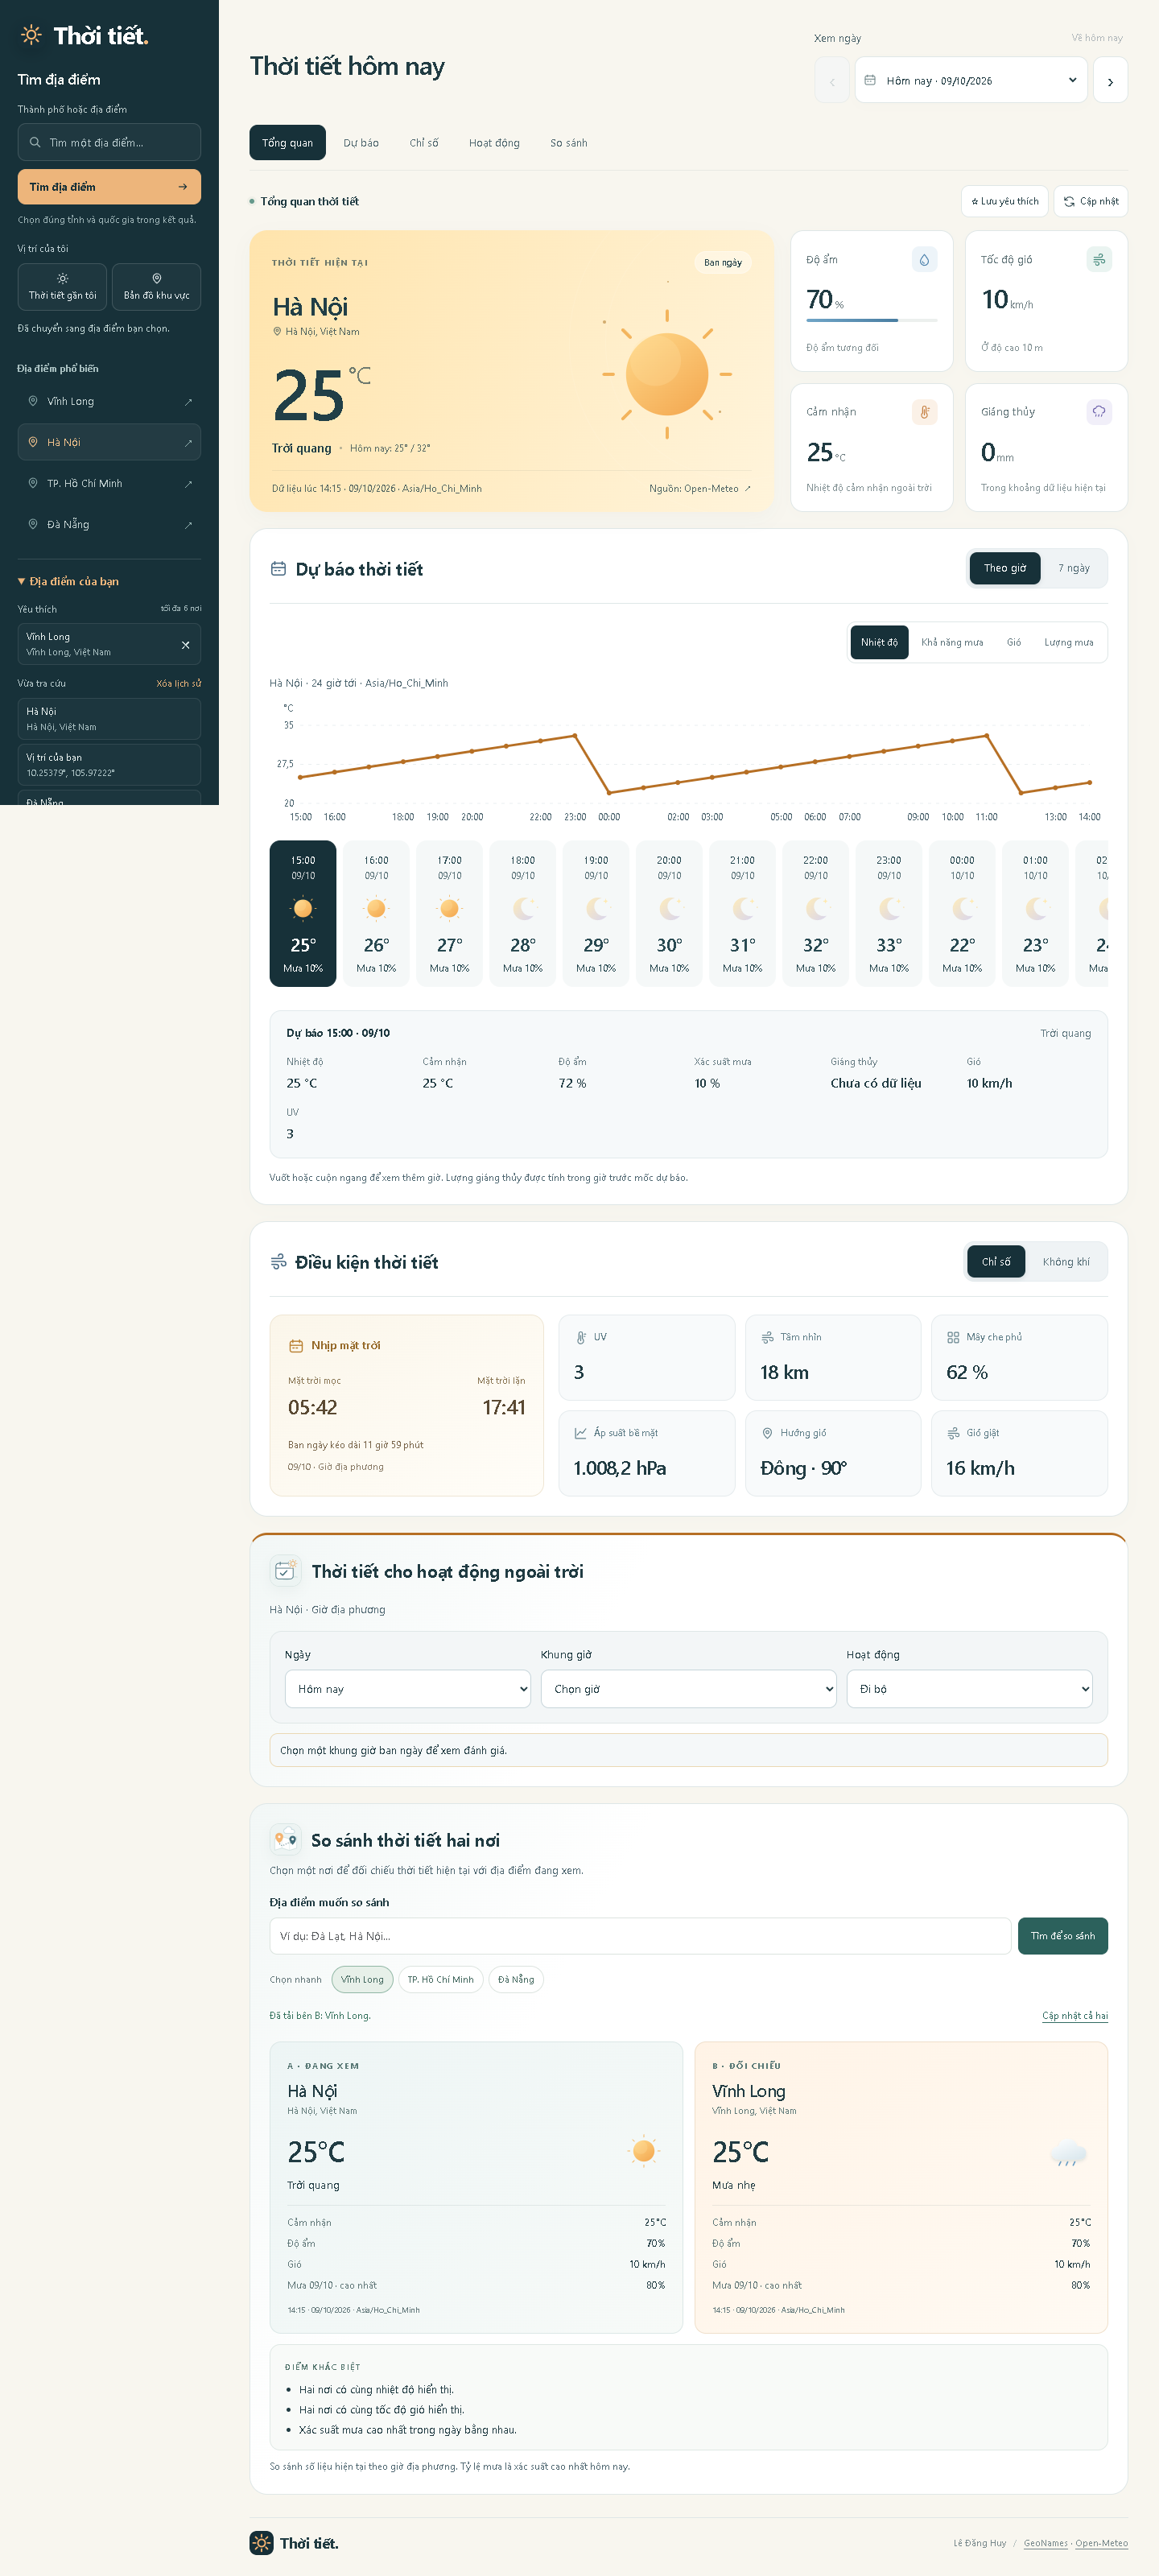 Thời tiết.
Tìm địa điểm
Thành phố hoặc địa điểm
Tìm một địa điểm...
Tìm địa điểm →
Chọn đúng tỉnh và quốc gia trong kết quả.
Vị trí của tôi
Thời tiết gần tôi
Bản đồ khu vực
Đã chuyển sang địa điểm bạn chọn.
Địa điểm phổ biến
Vĩnh Long ↗
Hà Nội ↗
TP. Hồ Chí Minh ↗
Đà Nẵng ↗
▼ Địa điểm của bạn
Yêu thích tối đa 6 nơi
Vĩnh Long
Vĩnh Long, Việt Nam
Vừa tra cứu Xóa lịch sử
Hà Nội
Hà Nội, Việt Nam
Vị trí của bạn
10.25379°, 105.97222°
Đà Nẵng
Thời tiết hôm nay
Xem ngày Về hôm nay
Hôm nay · 09/10/2026
Tổng quan Dự báo Chỉ số Hoạt động So sánh
Tổng quan thời tiết
☆ Lưu yêu thích Cập nhật
THỜI TIẾT HIỆN TẠI Ban ngày
Hà Nội
Hà Nội, Việt Nam
25°C
Trời quang · Hôm nay: 25° / 32°
Dữ liệu lúc 14:15 · 09/10/2026 · Asia/Ho_Chi_Minh Nguồn: Open-Meteo ↗
Độ ẩm
70%
Độ ẩm tương đối
Tốc độ gió
10 km/h
Ở độ cao 10 m
Cảm nhận
25 °C
Nhiệt độ cảm nhận ngoài trời
Giáng thủy
0 mm
Trong khoảng dữ liệu hiện tại
Dự báo thời tiết
Theo giờ 7 ngày
Nhiệt độ Khả năng mưa Gió Lượng mưa
Hà Nội · 24 giờ tới · Asia/Ho_Chi_Minh
°C
35
27,5
20
15:00 16:00 18:00 19:00 20:00 22:00 23:00 00:00 02:00 03:00 05:00 06:00 07:00 09:00 10:00 11:00 13:00 14:00
15:00 16:00 17:00 18:00 19:00 20:00 21:00 22:00 23:00 00:00 01:00 02
09/10 09/10 09/10 09/10 09/10 09/10 09/10 09/10 09/10 10/10 10/10 10/
25° 26° 27° 28° 29° 30° 31° 32° 33° 22° 23° 24
Mưa 10% Mưa 10% Mưa 10% Mưa 10% Mưa 10% Mưa 10% Mưa 10% Mưa 10% Mưa 10% Mưa 10% Mưa 10% Mưa
Dự báo 15:00 · 09/10 Trời quang
Nhiệt độ Cảm nhận Độ ẩm Xác suất mưa Giáng thủy Gió
25 °C 25 °C 72 % 10 % Chưa có dữ liệu 10 km/h
UV
3
Vuốt hoặc cuộn ngang để xem thêm giờ. Lượng giáng thủy được tính trong giờ trước mốc dự báo.
Điều kiện thời tiết
Chỉ số Không khí
Nhịp mặt trời
Mặt trời mọc Mặt trời lặn
05:42 17:41
Ban ngày kéo dài 11 giờ 59 phút
09/10 · Giờ địa phương
UV
3
Tầm nhìn
18 km
Mây che phủ
62 %
Áp suất bề mặt
1.008,2 hPa
Hướng gió
Đông · 90°
Gió giật
16 km/h
Thời tiết cho hoạt động ngoài trời
Hà Nội · Giờ địa phương
Ngày Khung giờ Hoạt động
Hôm nay Chọn giờ Đi bộ
Chọn một khung giờ ban ngày để xem đánh giá.
So sánh thời tiết hai nơi
Chọn một nơi để đối chiếu thời tiết hiện tại với địa điểm đang xem.
Địa điểm muốn so sánh
Ví dụ: Đà Lạt, Hà Nội... Tìm để so sánh
Chọn nhanh Vĩnh Long TP. Hồ Chí Minh Đà Nẵng
Đã tải bên B: Vĩnh Long. Cập nhật cả hai
A · ĐANG XEM
Hà Nội
Hà Nội, Việt Nam
25°C
Trời quang
Cảm nhận 25°C
Độ ẩm 70%
Gió 10 km/h
Mưa 09/10 · cao nhất 80%
14:15 · 09/10/2026 · Asia/Ho_Chi_Minh
B · ĐỐI CHIẾU
Vĩnh Long
Vĩnh Long, Việt Nam
25°C
Mưa nhẹ
Cảm nhận 25°C
Độ ẩm 70%
Gió 10 km/h
Mưa 09/10 · cao nhất 80%
14:15 · 09/10/2026 · Asia/Ho_Chi_Minh
ĐIỂM KHÁC BIỆT
• Hai nơi có cùng nhiệt độ hiển thị.
• Hai nơi có cùng tốc độ gió hiển thị.
• Xác suất mưa cao nhất trong ngày bằng nhau.
So sánh số liệu hiện tại theo giờ địa phương. Tỷ lệ mưa là xác suất cao nhất hôm nay.
Thời tiết.
Lê Đăng Huy / GeoNames · Open-Meteo